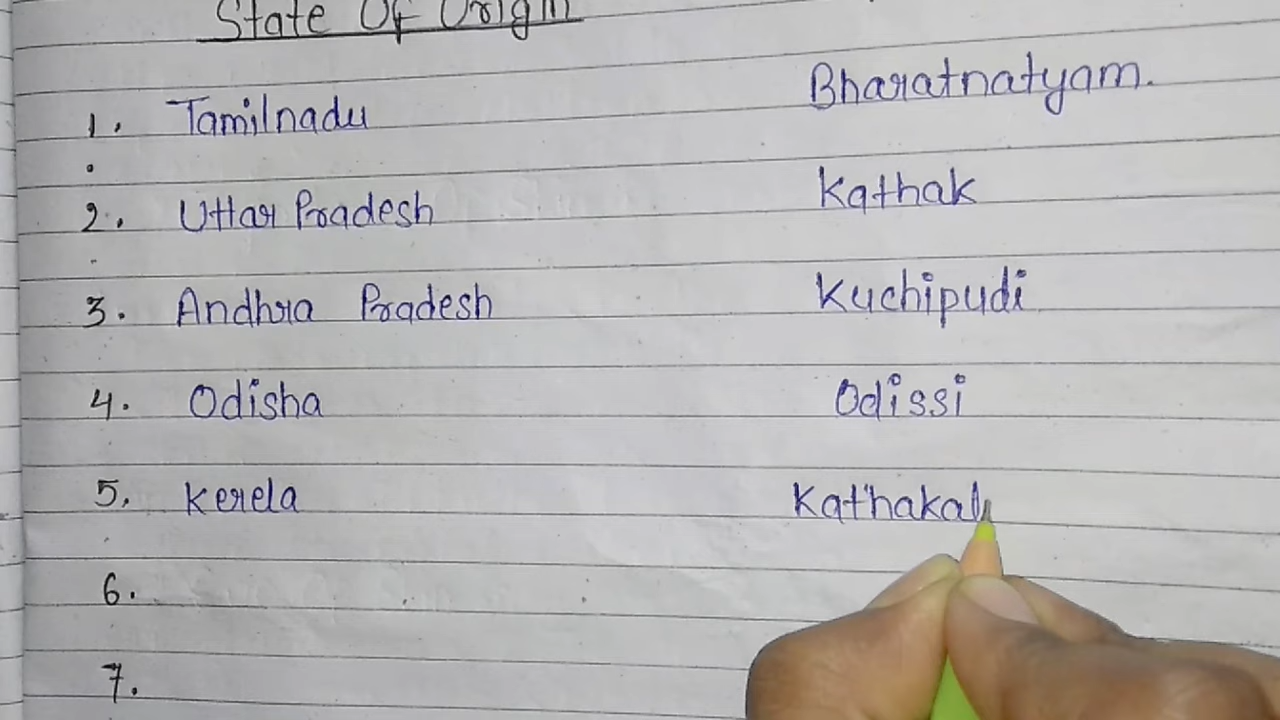 State Of Origin
1. Tamilnadu Bharatnatyam.
2. Uttar Pradesh Kathak
3. Andhra Pradesh Kuchipudi
4. Odisha Odissi
5. Kerela Kathakal
6.
7.